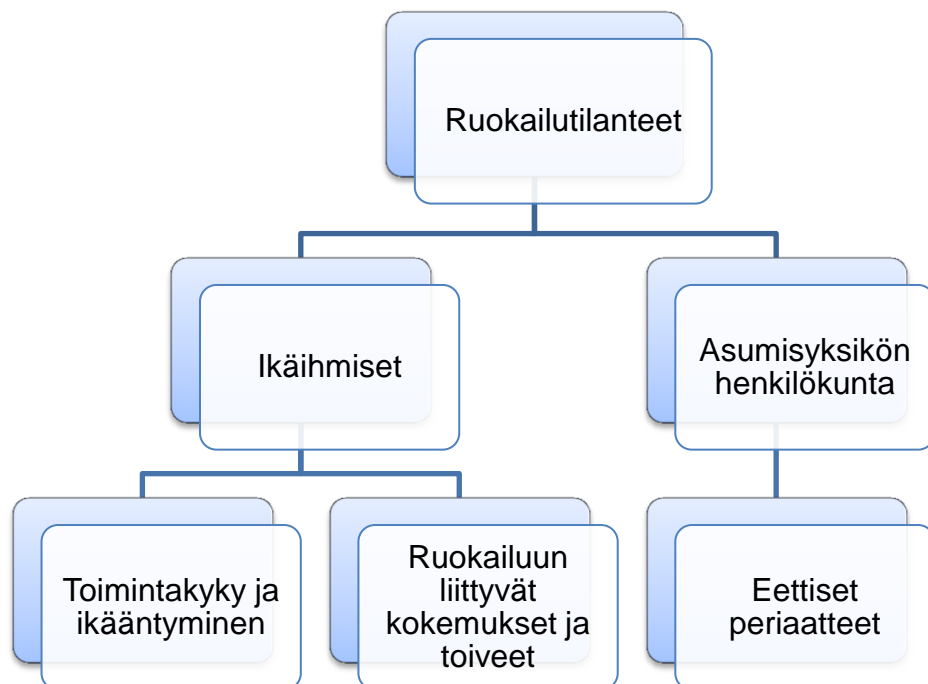 Ruokailutilanteet
Ikäihmiset
Asumisyksikön
henkilökunta
Toimintakyky ja
ikääntyminen
Ruokailuun
liittyvät
kokemukset ja
toiveet
Eettiset
periaatteet